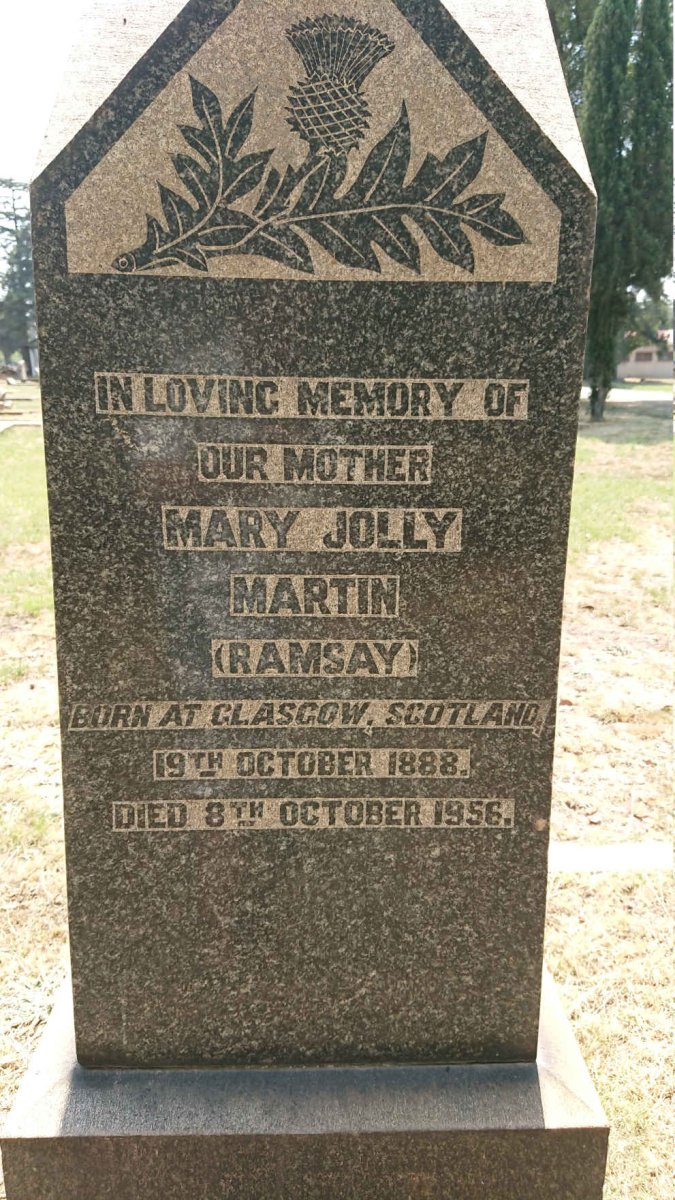 IN LOVING MEMORY OF
OUR MOTHER
MARY JOLLY
MARTIN
(RAMSAY)
BORN AT GLASGOW, SCOTLAND,
19TH OCTOBER 1888.
DIED 8TH OCTOBER 1956.